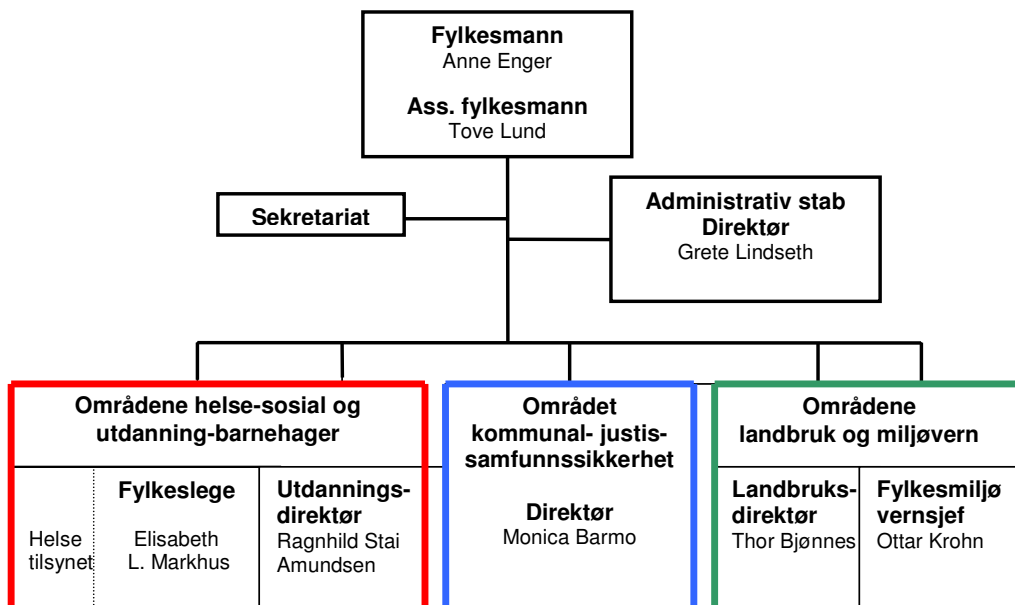 Fylkesmann
Anne Enger
Ass. fylkesmann
Tove Lund
Sekretariat
Administrativ stab
Direktør
Grete Lindseth
Områdene helse-sosial og
utdanning-barnehager
Helse
tilsynet
Fylkeslege
Elisabeth
L. Markhus
Utdannings-
direktør
Ragnhild Stai
Amundsen
Området
kommunal- justis-
samfunnssikkerhet
Direktør
Monica Barmo
Områdene
landbruk og miljøvern
Landbruks-
direktør
Thor Bjønnes
Fylkesmiljø
vernsjef
Ottar Krohn